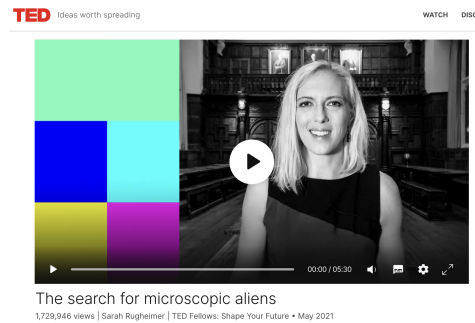 TED Ideas worth spreading WATCH DISC
00:00 / 05:30
The search for microscopic aliens
1,729,946 views | Sarah Rugheimer | TED Fellows: Shape Your Future • May 2021